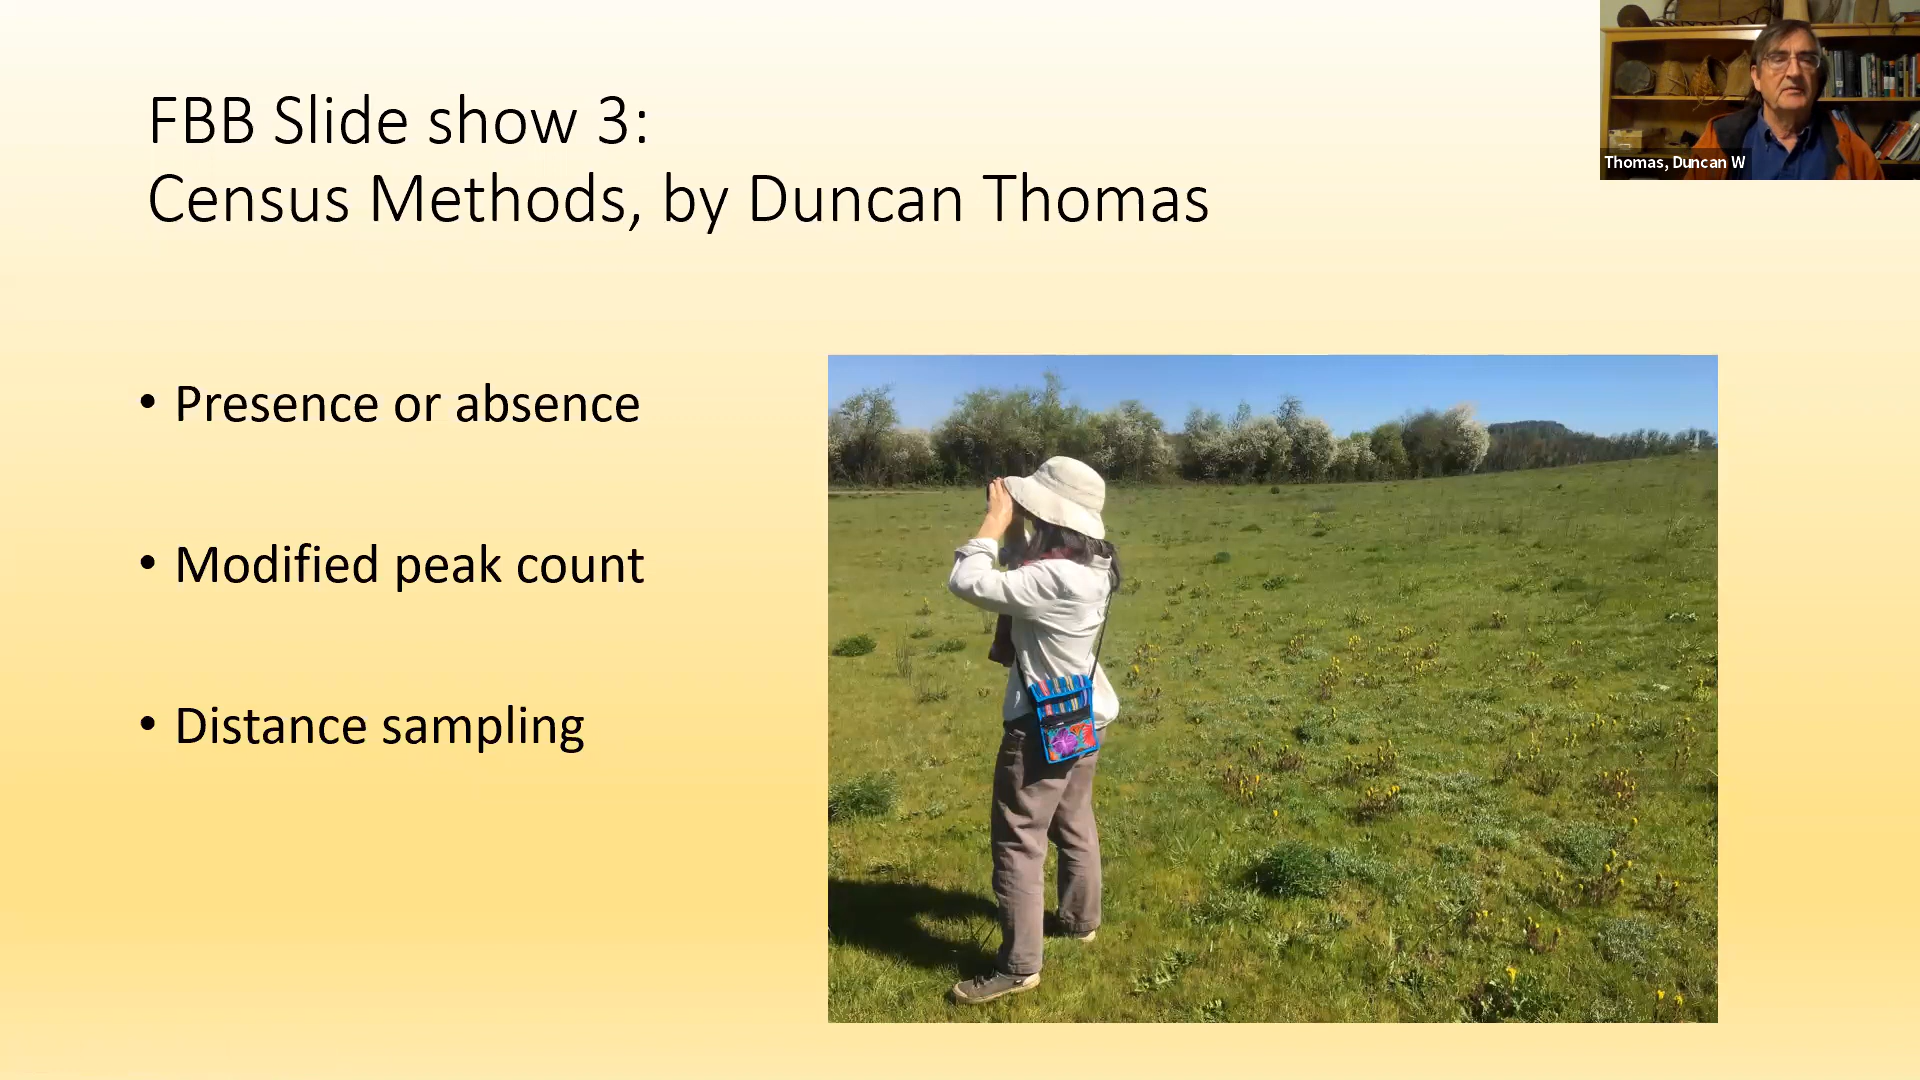 FBB Slide show 3:
Census Methods, by Duncan Thomas
Thomas, Duncan W
• Presence or absence
• Modified peak count
• Distance sampling